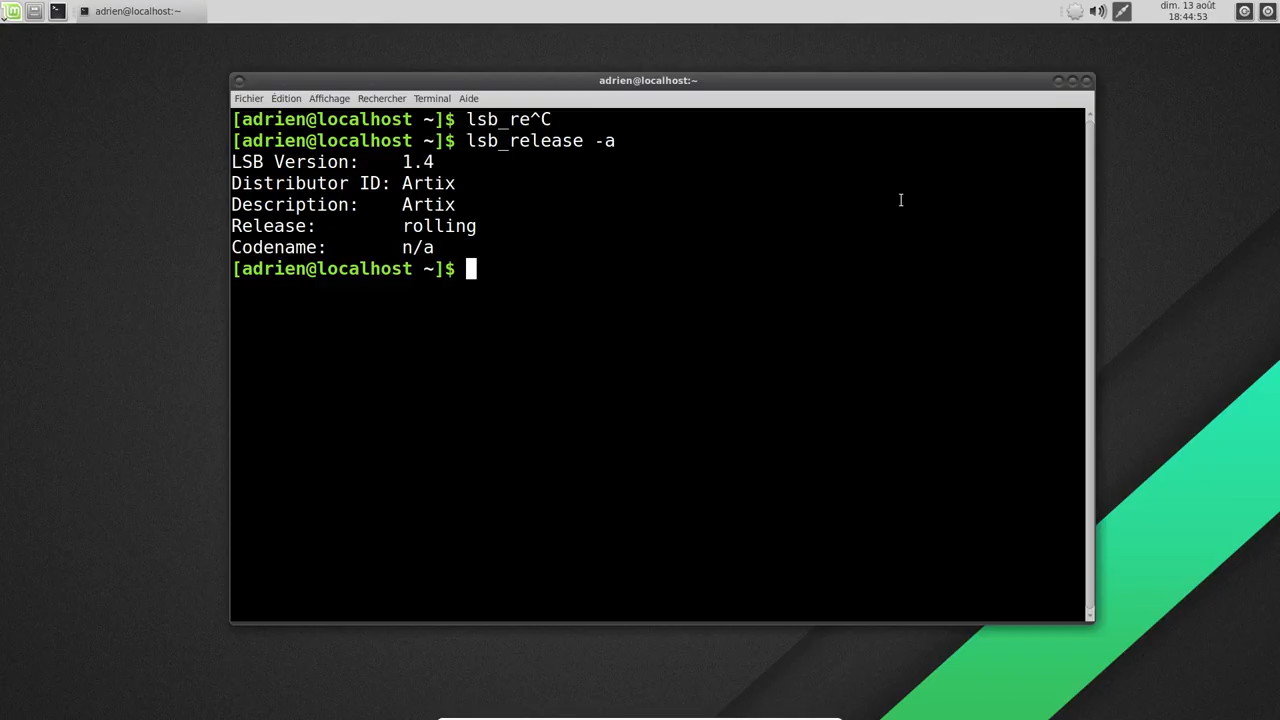 adrien@localhost:~
dim. 13 août
18:44:53
adrien@localhost:~
Fichier Édition Affichage Rechercher Terminal Aide
[adrien@localhost ~]$ lsb_re^C
[adrien@localhost ~]$ lsb_release -a
LSB Version: 1.4
Distributor ID: Artix
Description: Artix
Release: rolling
Codename: n/a
[adrien@localhost ~]$